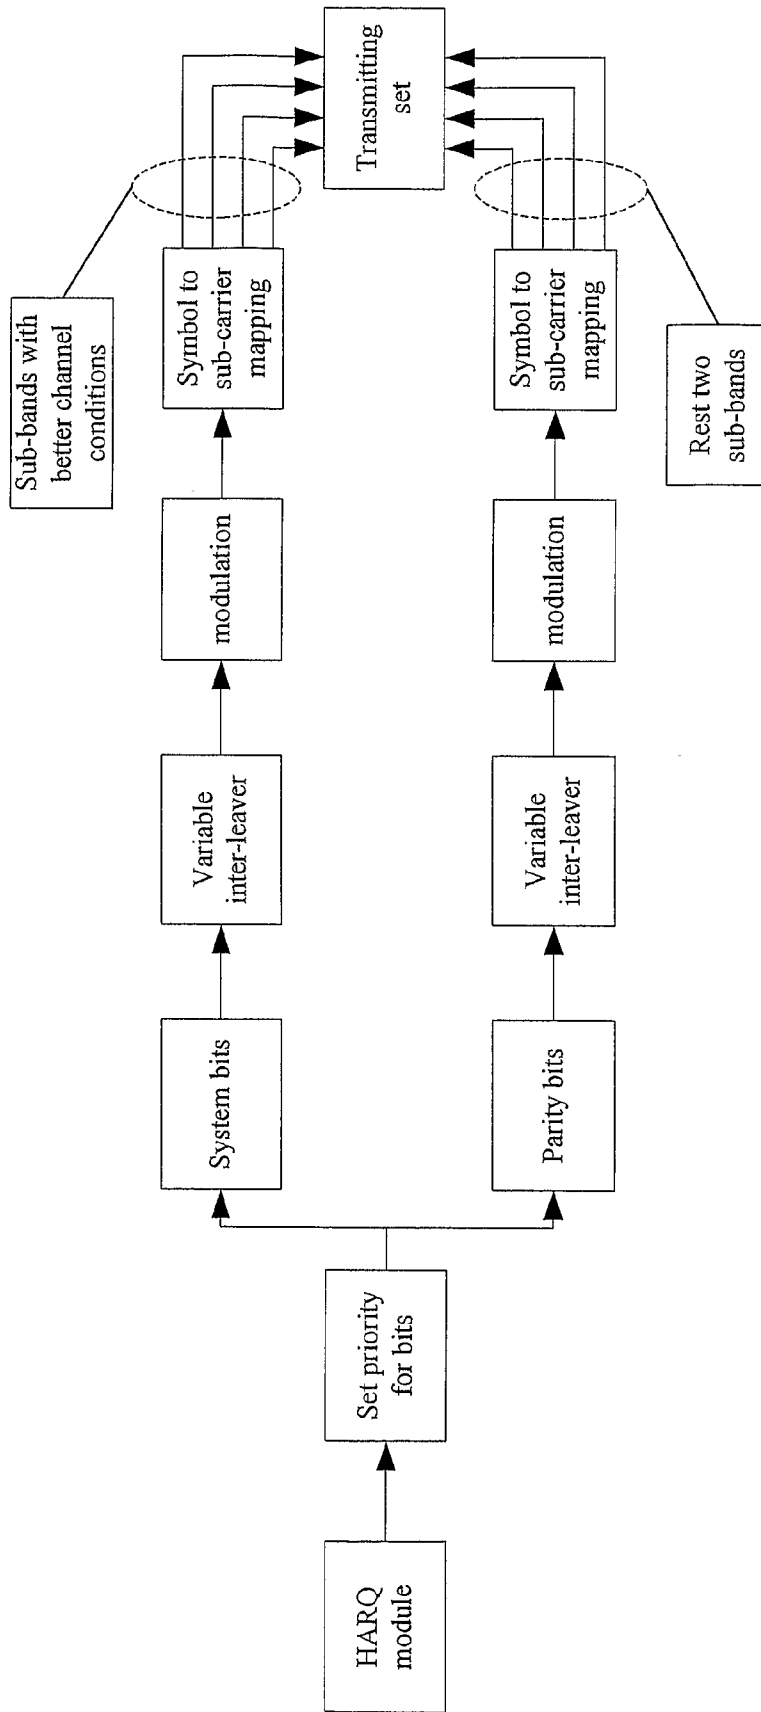 HARQ
module
Set priority
for bits
System bits
Variable
inter-leaver
modulation
Symbol to
sub-carrier
mapping
Sub-bands with
better channel
conditions
Parity bits
Variable
inter-leaver
modulation
Symbol to
sub-carrier
mapping
Rest two
sub-bands
Transmitting
set